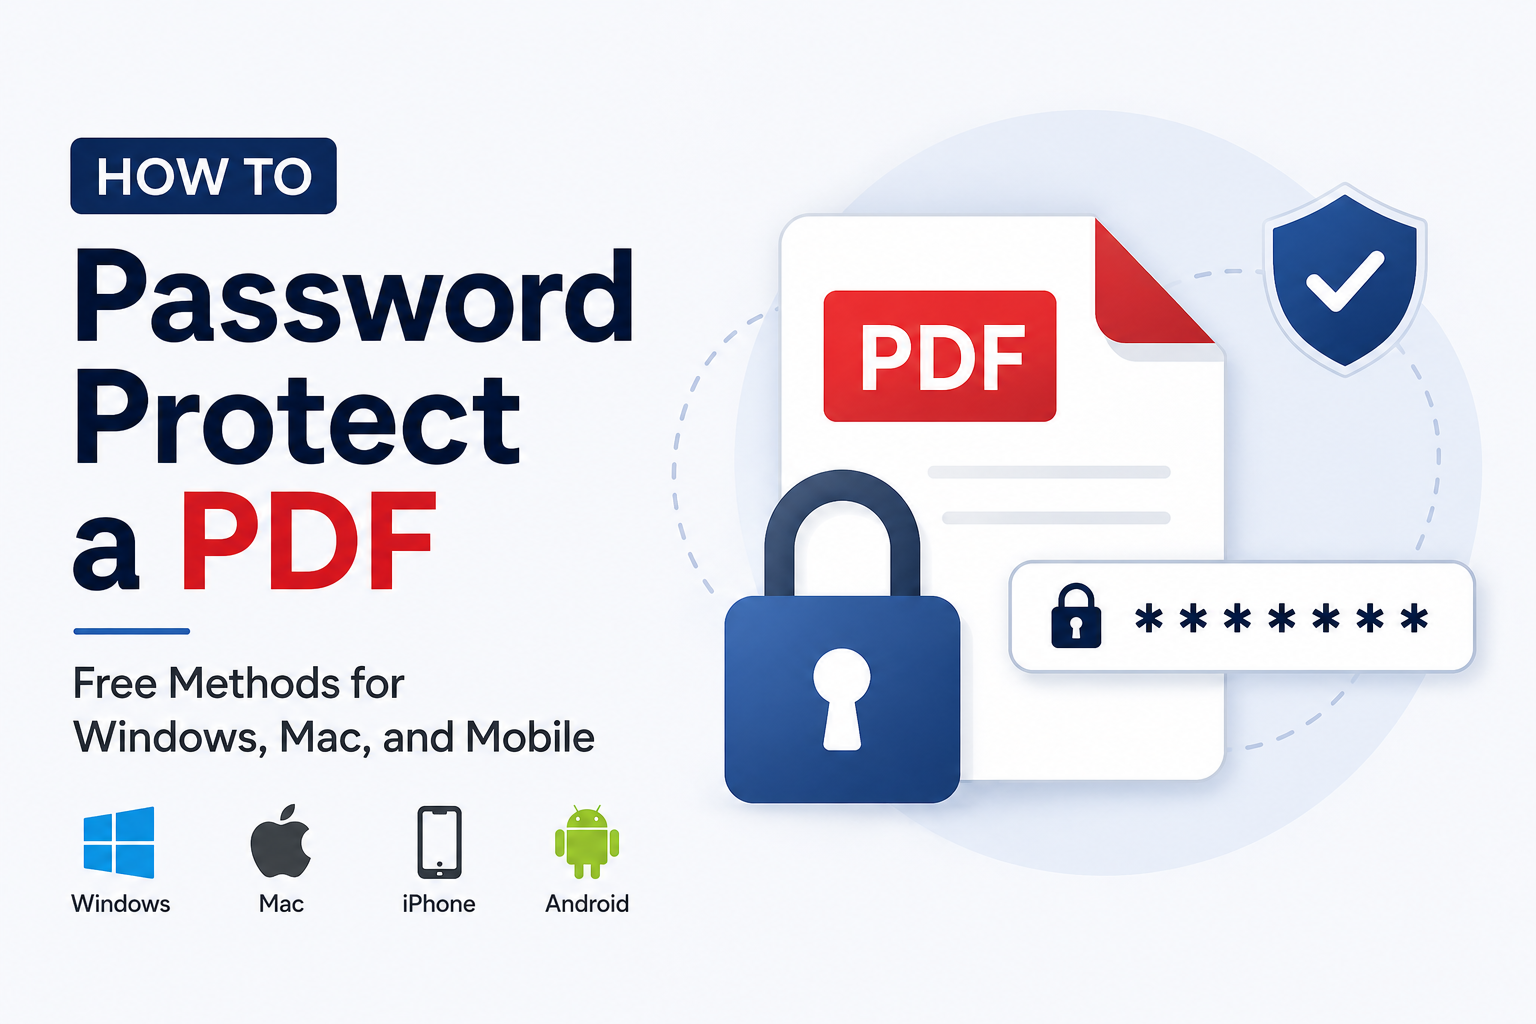 HOW TO
Password
Protect
a PDF
Free Methods for
Windows, Mac, and Mobile
Windows
Mac
iPhone
Android
PDF
*******